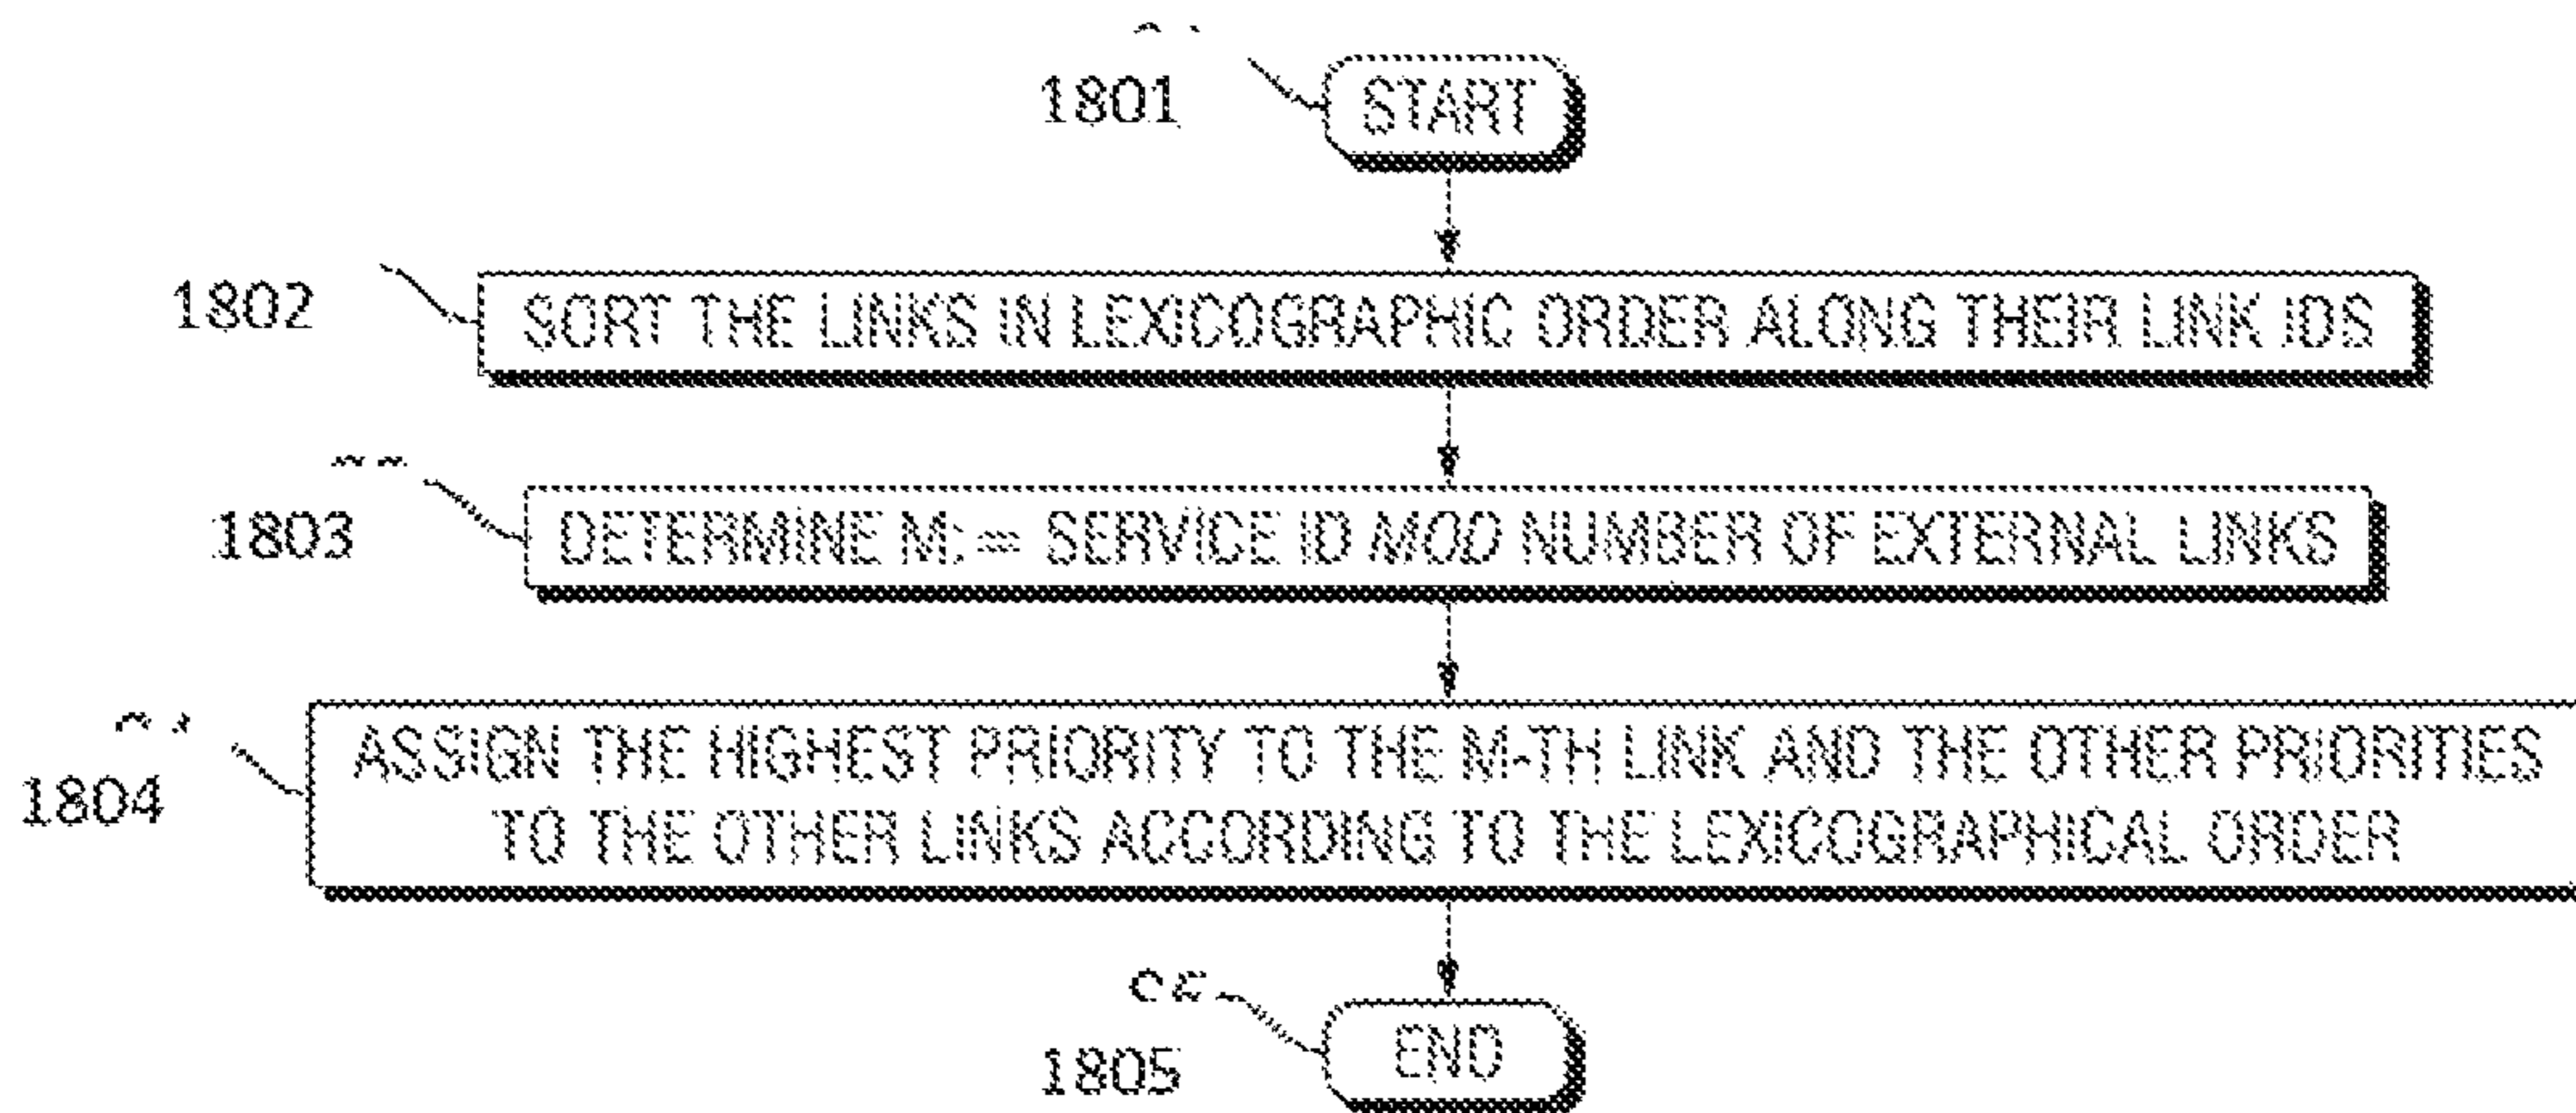 1801
START
1802
SORT THE LINKS IN LEXICOGRAPHIC ORDER ALONG THEIR LINK IDS
1803
DETERMINE M:= SERVICE ID MOD NUMBER OF EXTERNAL LINKS
1804
ASSIGN THE HIGHEST PRIORITY TO THE M-TH LINK AND THE OTHER PRIORITIES
TO THE OTHER LINKS ACCORDING TO THE LEXICOGRAPHICAL ORDER
1805
END